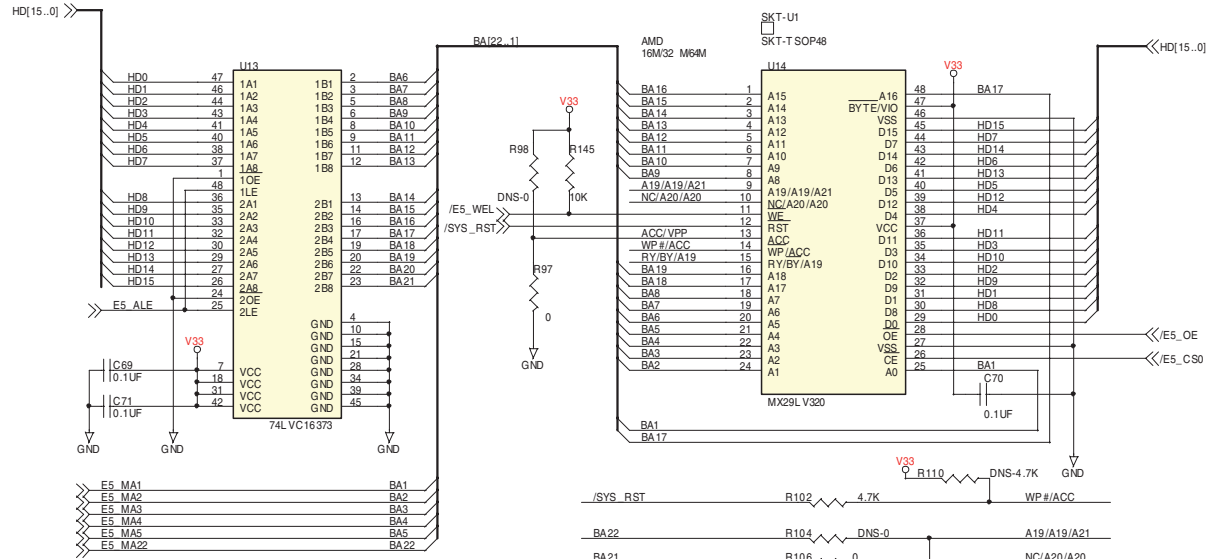 HD[15..0]
BA[22..1]
AMD
16M/32 M/64M
SKT-U1
SKT-TSOP48
HD[15..0]
U13
HD0 47 1A1 1B1 2 BA6
HD1 46 1A2 1B2 3 BA7
HD2 44 1A3 1B3 5 BA8
HD3 43 1A4 1B4 6 BA9
HD4 41 1A5 1B5 8 BA10
HD5 40 1A6 1B6 9 BA11
HD6 38 1A7 1B7 11 BA12
HD7 37 1A8 1B8 12 BA13
1 1OE
48 1LE
HD8 36 2A1 2B1 13 BA14
HD9 35 2A2 2B2 14 BA15
HD10 33 2A3 2B3 16 BA16
HD11 32 2A4 2B4 17 BA17
HD12 30 2A5 2B5 19 BA18
HD13 29 2A6 2B6 20 BA19
HD14 27 2A7 2B7 22 BA20
HD15 26 2A8 2B8 23 BA21
24 2OE
E5_ALE 25 2LE
GND 4
GND 10
GND 15
GND 21
V33
C69
0.1UF
7 VCC GND 28
18 VCC GND 34
31 VCC GND 39
42 VCC GND 45
C71
0.1UF
74LVC16373
GND
GND
GND
E5_MA1 BA1
E5_MA2 BA2
E5_MA3 BA3
E5_MA4 BA4
E5_MA5 BA5
E5_MA22 BA22
V33
R98
DNS-0
R145
10K
/E5_WEL
/SYS_RST
R97
0
GND
U14
V33
BA16 1 A15 A16 48 BA17
BA15 2 A14 BYTE/VIO 47
BA14 3 A13 VSS 46
BA13 4 A12 D15 45 HD15
BA12 5 A11 D7 44 HD7
BA11 6 A10 D14 43 HD14
BA10 7 A9 D6 42 HD6
BA9 8 A8 D13 41 HD13
A19/A19/A21 9 A19/A19/A21 D5 40 HD5
NC/A20/A20 10 NC/A20/A20 D12 39 HD12
11 WE D4 38 HD4
12 RST VCC 37
ACC/VPP 13 ACC D11 36 HD11
WP#/ACC 14 WP/ACC D3 35 HD3
RY/BY/A19 15 RY/BY/A19 D10 34 HD10
BA19 16 A18 D2 33 HD2
BA18 17 A17 D9 32 HD9
BA8 18 A7 D1 31 HD1
BA7 19 A6 D8 30 HD8
BA6 20 A5 D0 29 HD0
BA5 21 A4 OE 28 /E5_OE
BA4 22 A3 VSS 27
BA3 23 A2 CE 26 /E5_CS0
BA2 24 A1 A0 25 BA1
MX29LV320
C70
0.1UF
BA1
BA17
GND
V33
R110 DNS-4.7K
/SYS_RST R102 4.7K WP#/ACC
BA22 R104 DNS-0 A19/A19/A21
BA21 R106 0 NC/A20/A20